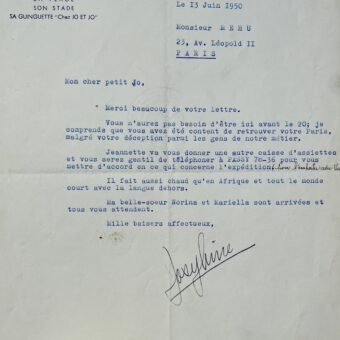 SON STADE
SA GUINGUETTE "Chez JO ET JO"
Le 13 Juin 1950
Monsieur M E H U
23, Av. Léopold II
P A R I S
Mon cher petit Jo,
Merci beaucoup de votre lettre.
Vous n'aurez pas besoin d'être ici avant le 20; je
comprends que vous avez été content de retrouver votre Paris,
malgré votre déception parmi les gens de notre métier.
Jeannette va vous donner une autre caisse d'assiettes
et vous serez gentil de téléphoner à PASSY 78-36 pour vous
mettre d'accord en ce qui concerne l'expédition
Il fait aussi chaud qu'en Afrique et tout le monde
court avec la langue dehors.
Ma belle-soeur Norina et Mariella sont arrivées et
tous vous attendent.
Mille baisers affectueux,
Josephine